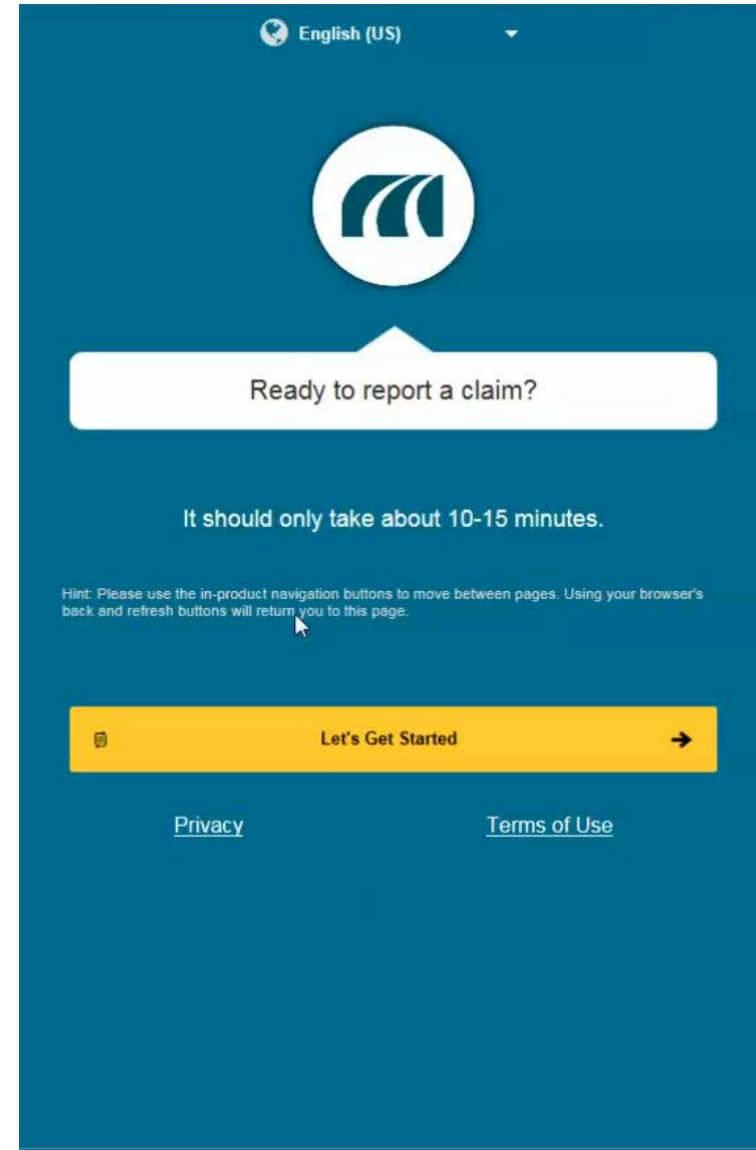 English (US)
Ready to report a claim?
It should only take about 10-15 minutes.
Hint: Please use the in-product navigation buttons to move between pages. Using your browser's
back and refresh buttons will return you to this page.
Let's Get Started
Privacy
Terms of Use